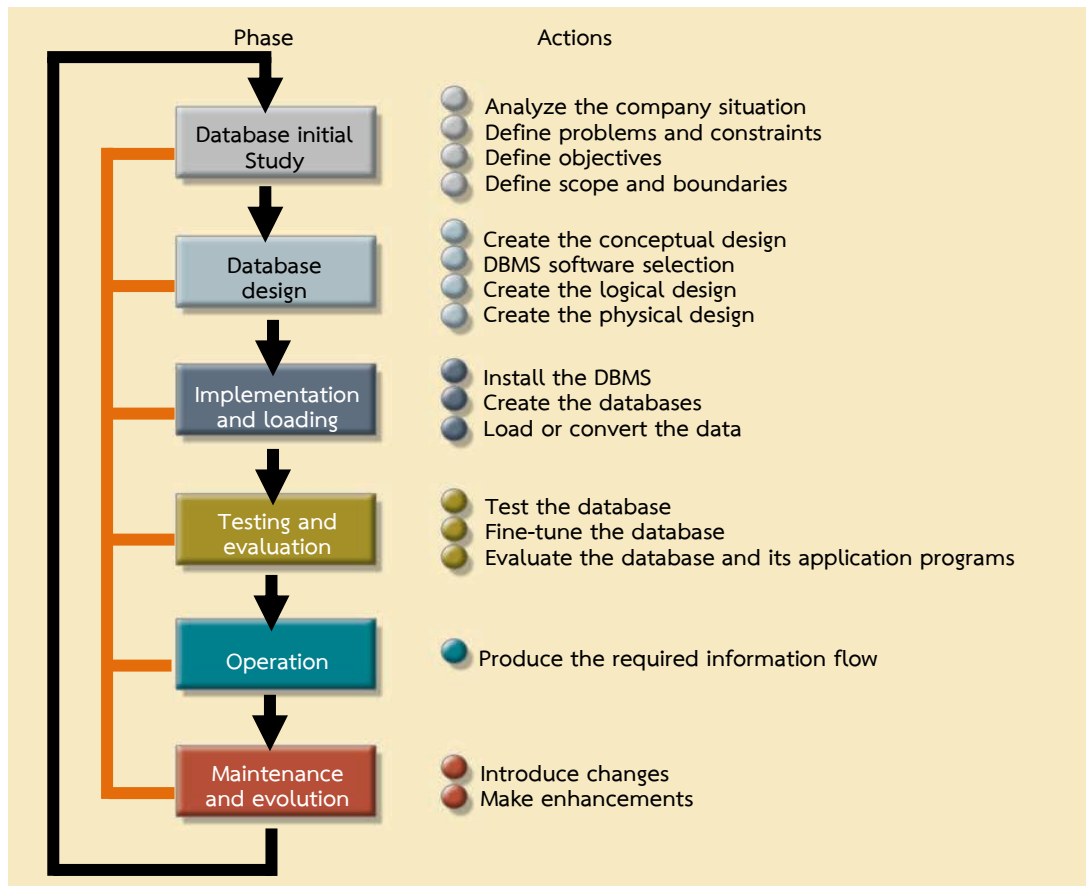 Phase
Actions
Database initial
Study
Analyze the company situation
Define problems and constraints
Define objectives
Define scope and boundaries
Database
design
Create the conceptual design
DBMS software selection
Create the logical design
Create the physical design
Implementation
and loading
Install the DBMS
Create the databases
Load or convert the data
Testing and
evaluation
Test the database
Fine-tune the database
Evaluate the database and its application programs
Operation
Produce the required information flow
Maintenance
and evolution
Introduce changes
Make enhancements